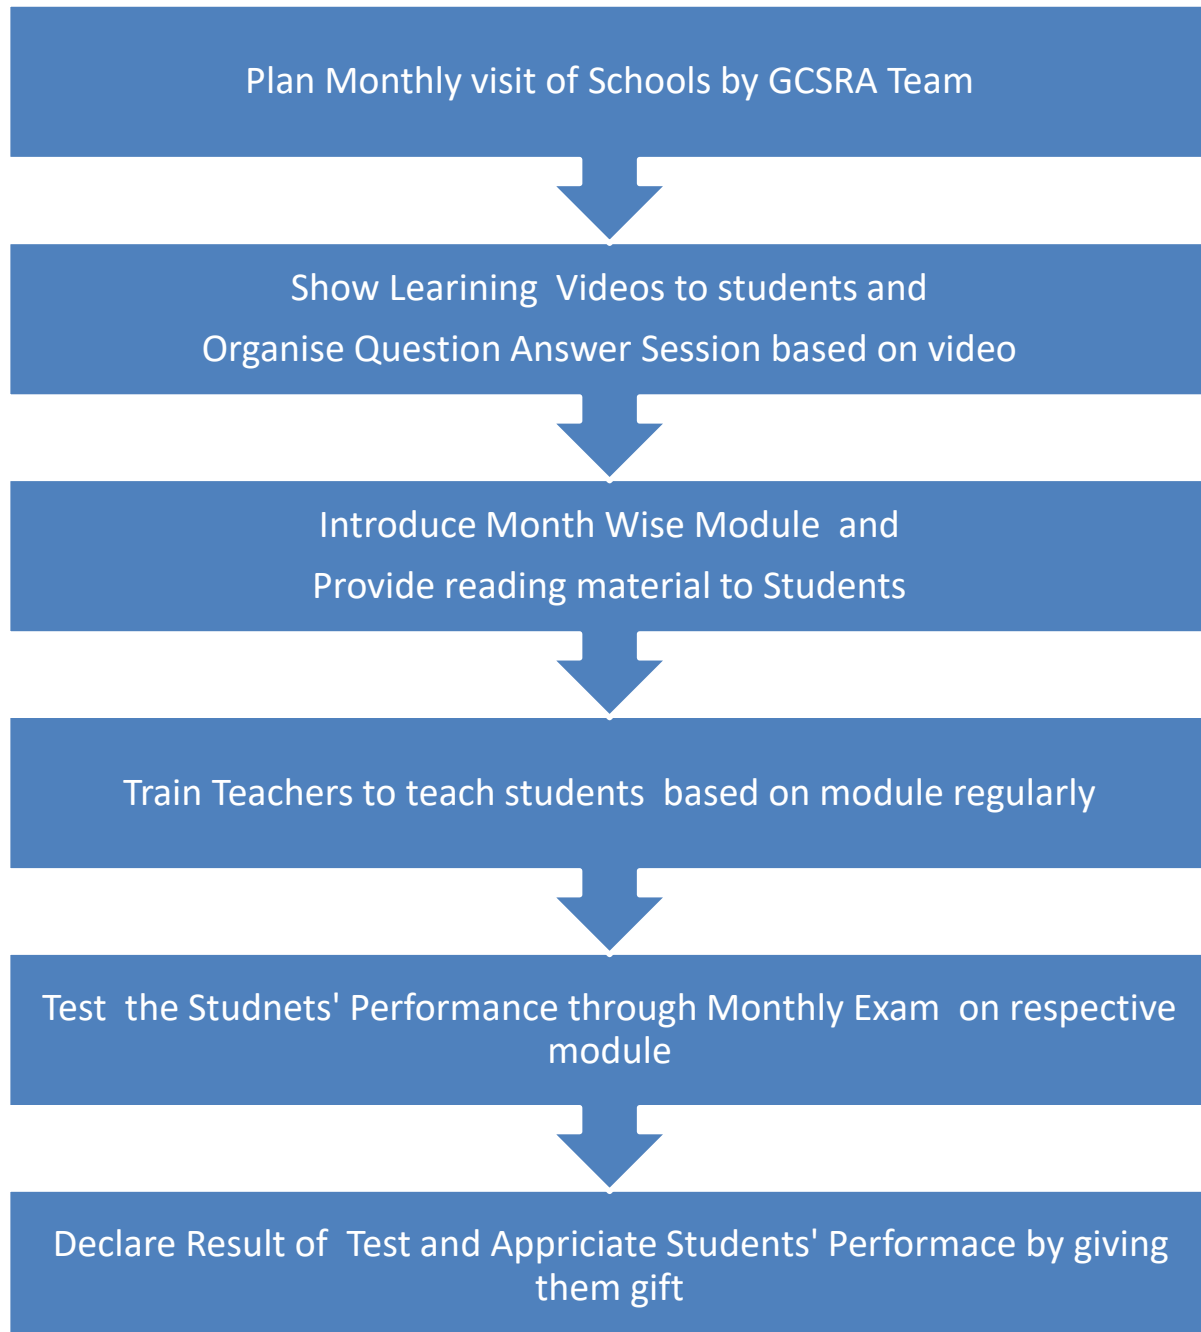 Plan Monthly visit of Schools by GCSRA Team
Show Learining  Videos to students and
Organise Question Answer Session based on video
Introduce Month Wise Module  and
Provide reading material to Students
Train Teachers to teach students  based on module regularly
Test  the Studnets' Performance through Monthly Exam  on respective
module
Declare Result of  Test and Appriciate Students' Performace by giving
them gift